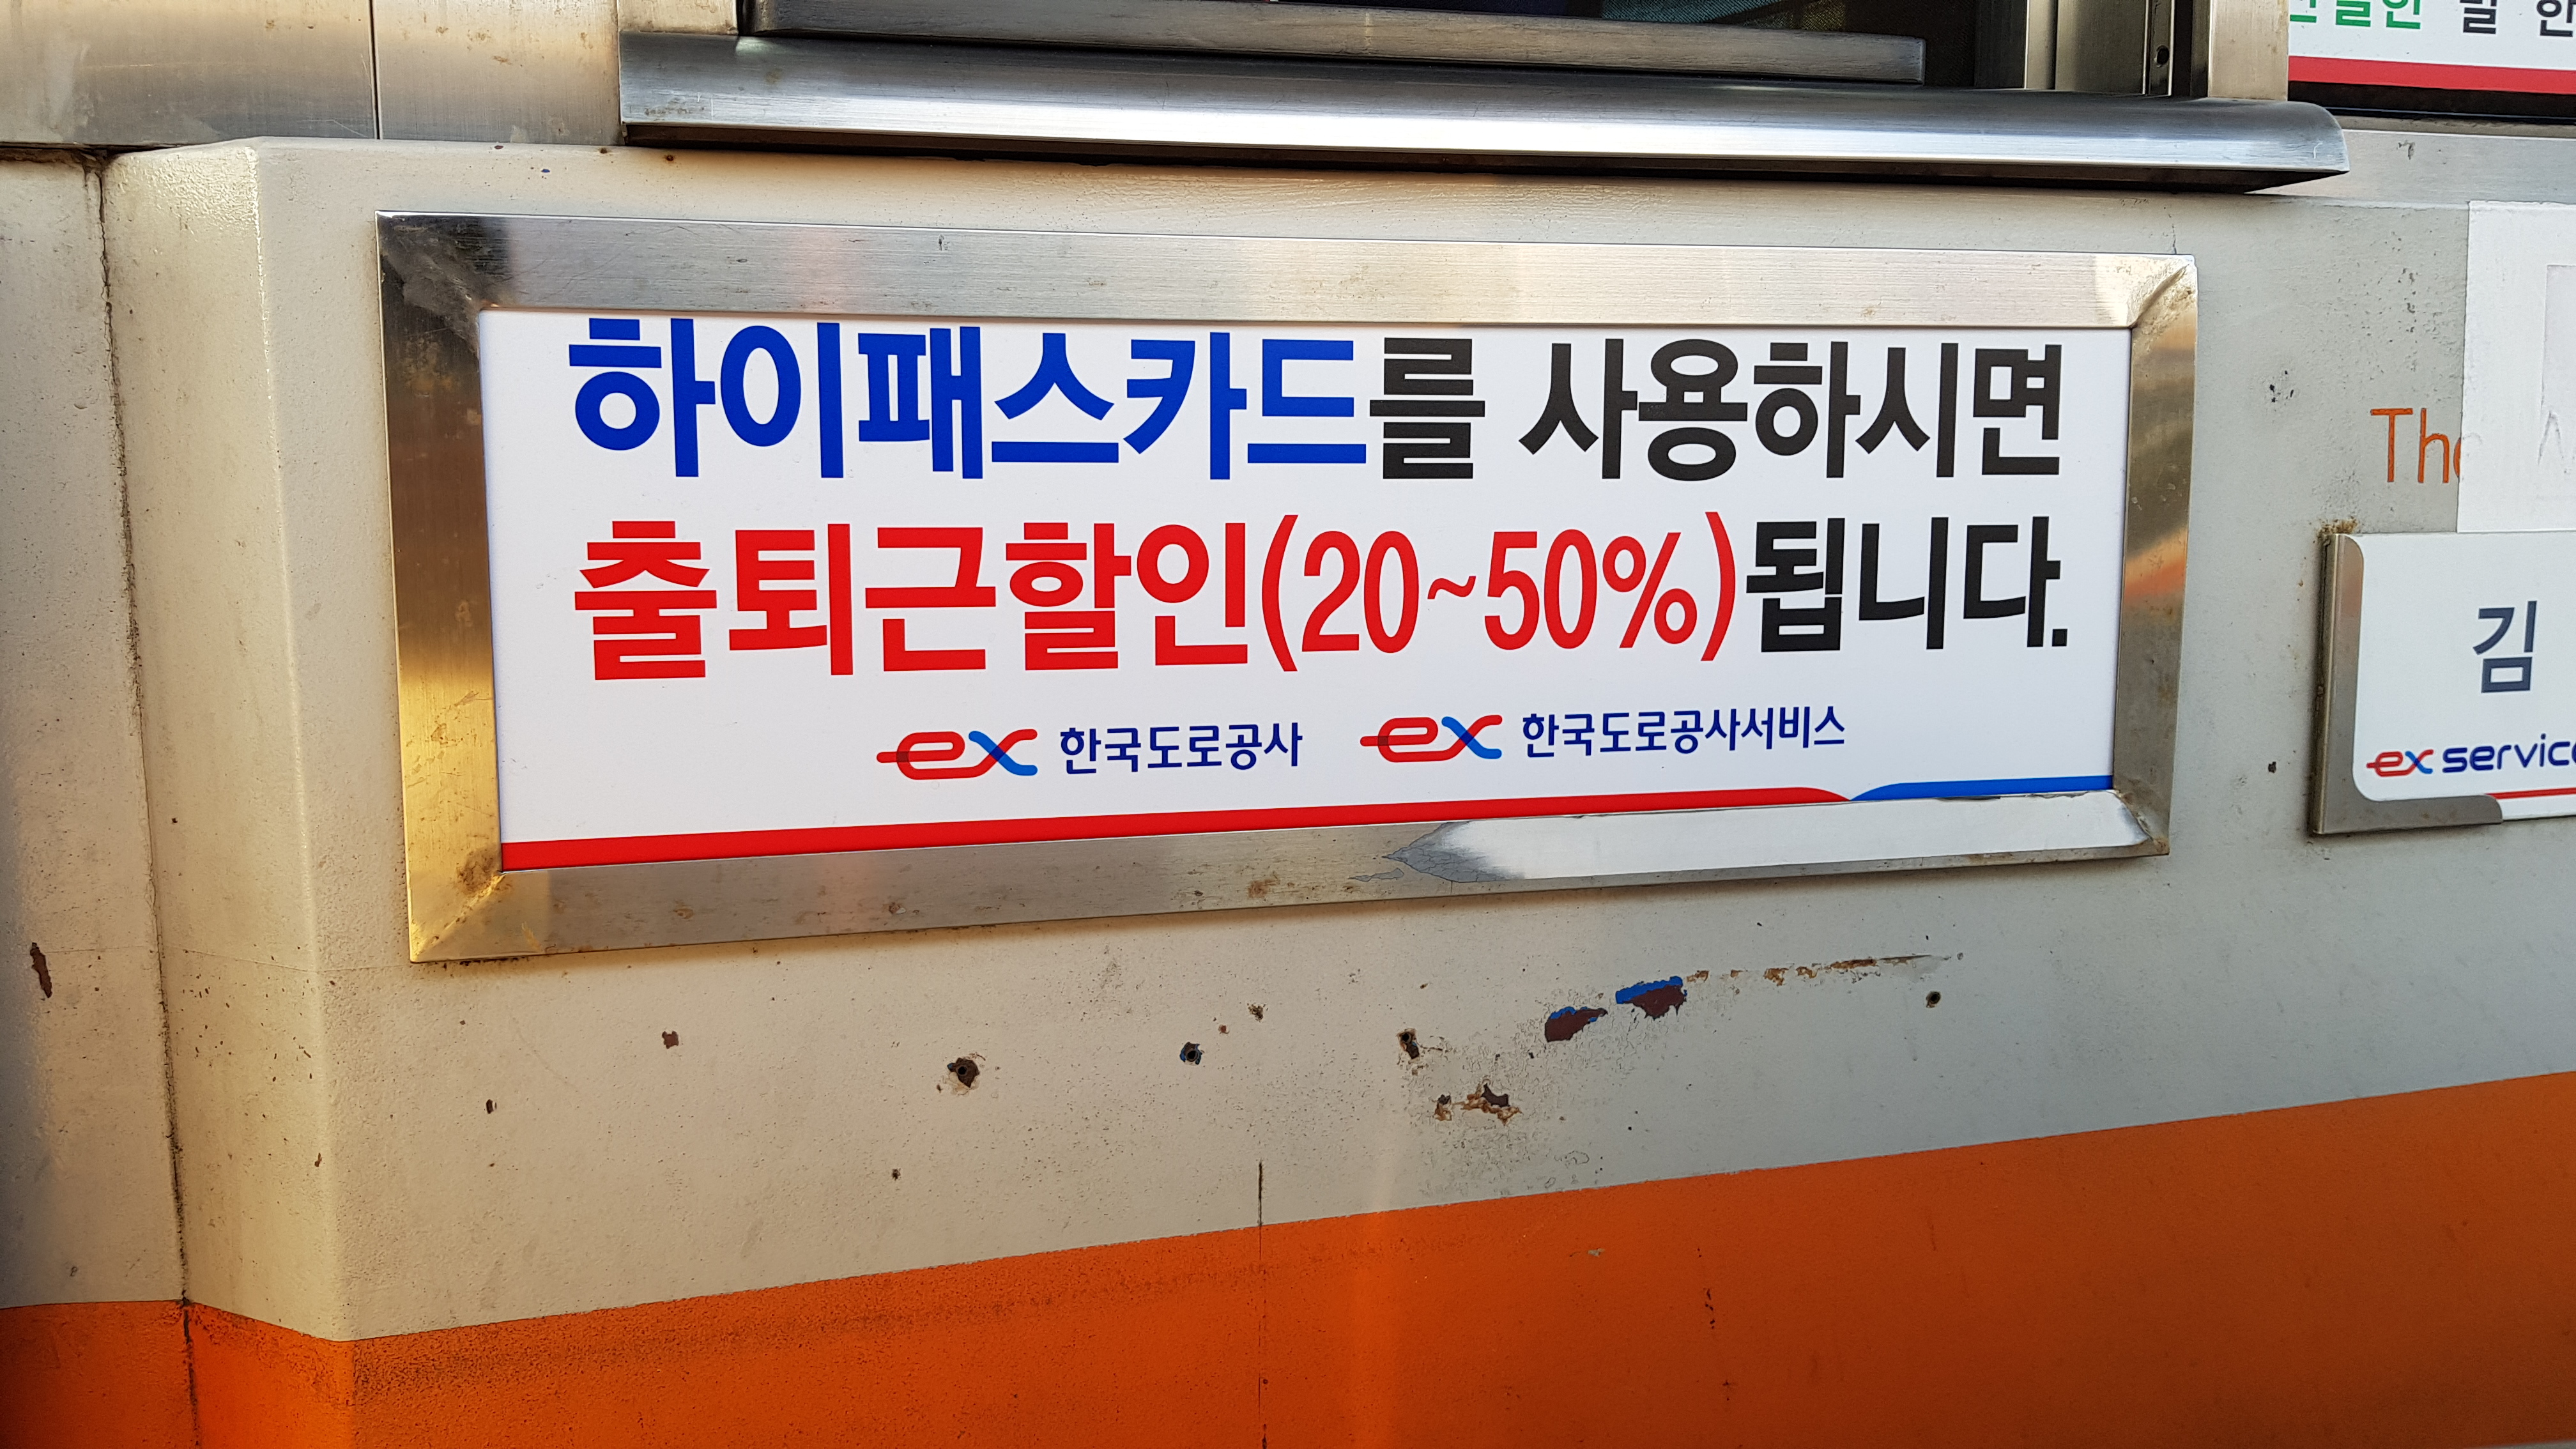 하이패스카드를 사용하시면
출퇴근할인(20~50%)됩니다.
ex 한국도로공사 ex 한국도로공사서비스
김
ex service